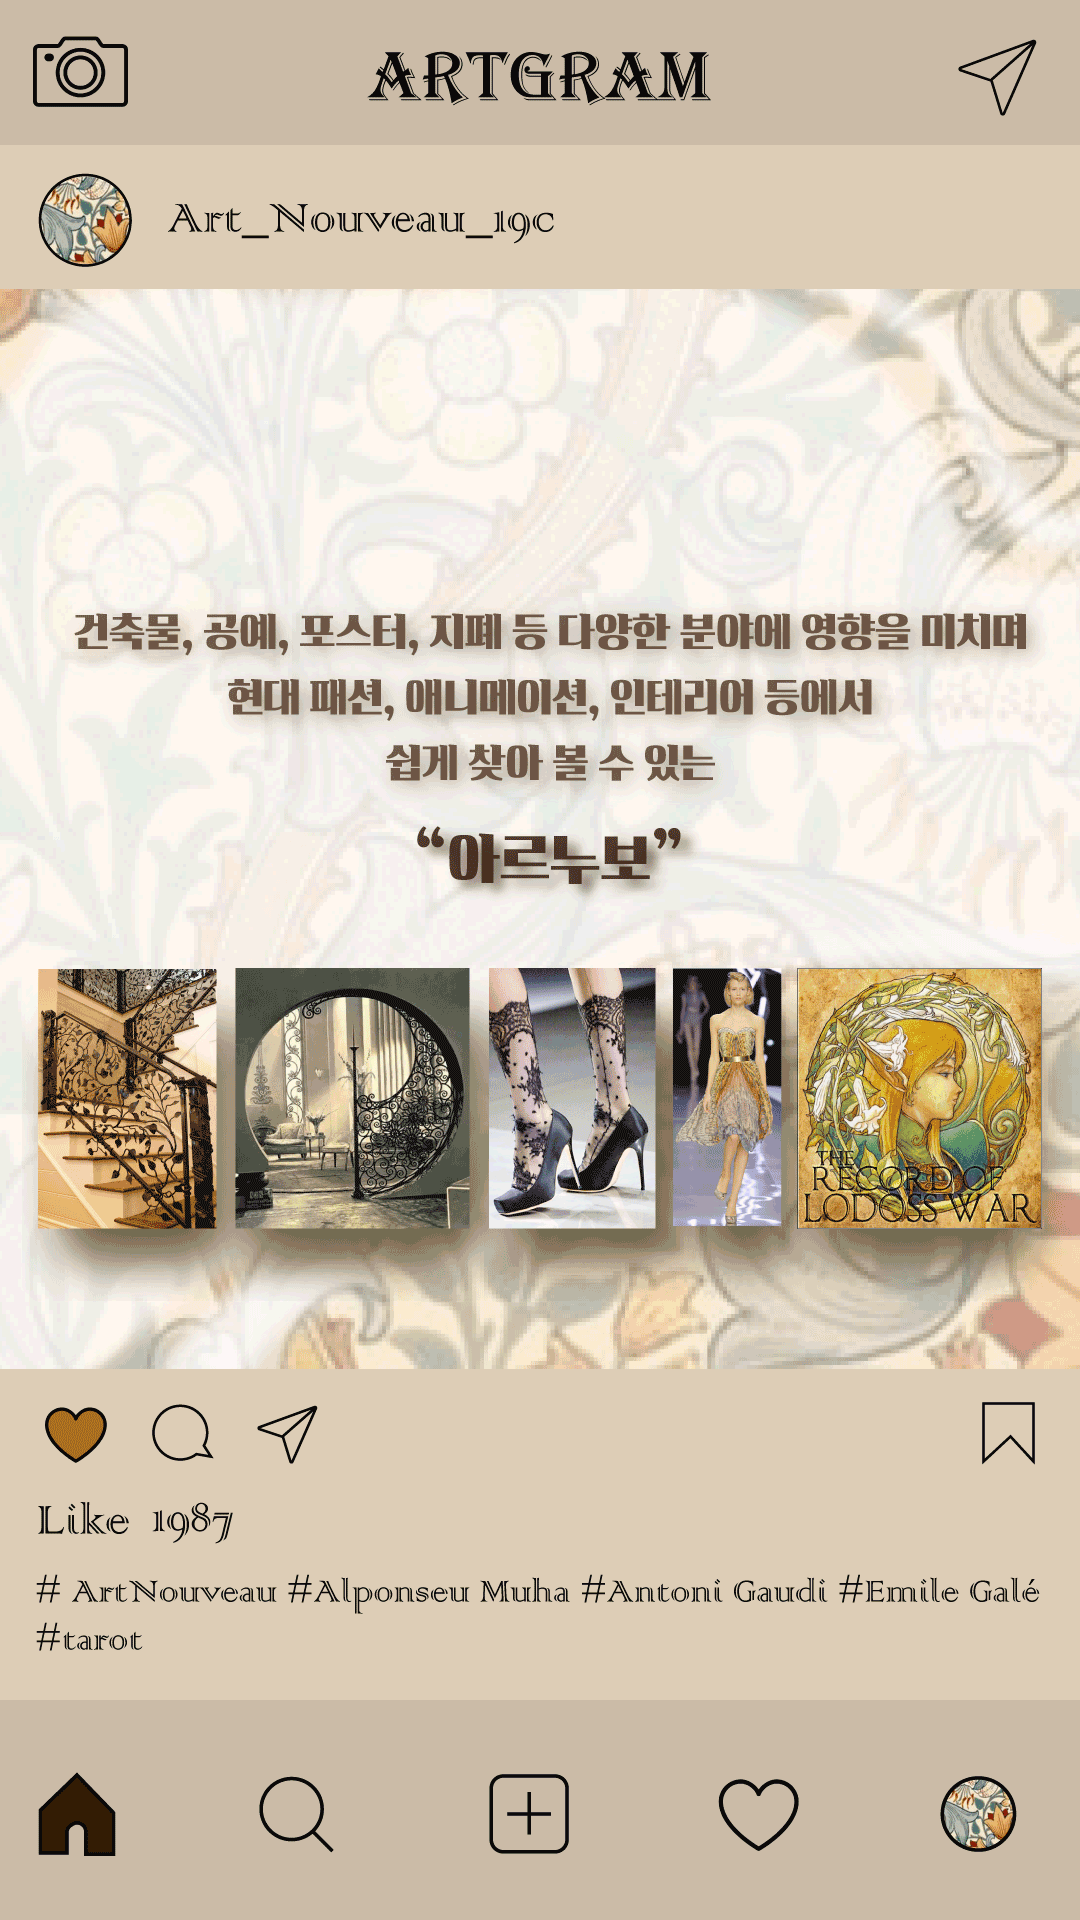 ARTGRAM
Art_Nouveau_19c
건축물, 공예, 포스터, 지폐 등 다양한 분야에 영향을 미치며
현대 패션, 애니메이션, 인테리어 등에서
쉽게 찾아 볼 수 있는
“아르누보”
THE
RECORD OF
LODOSS WAR
Like 1987
# ArtNouveau #Alponseu Muha #Antoni Gaudi #Emile Galé
#tarot